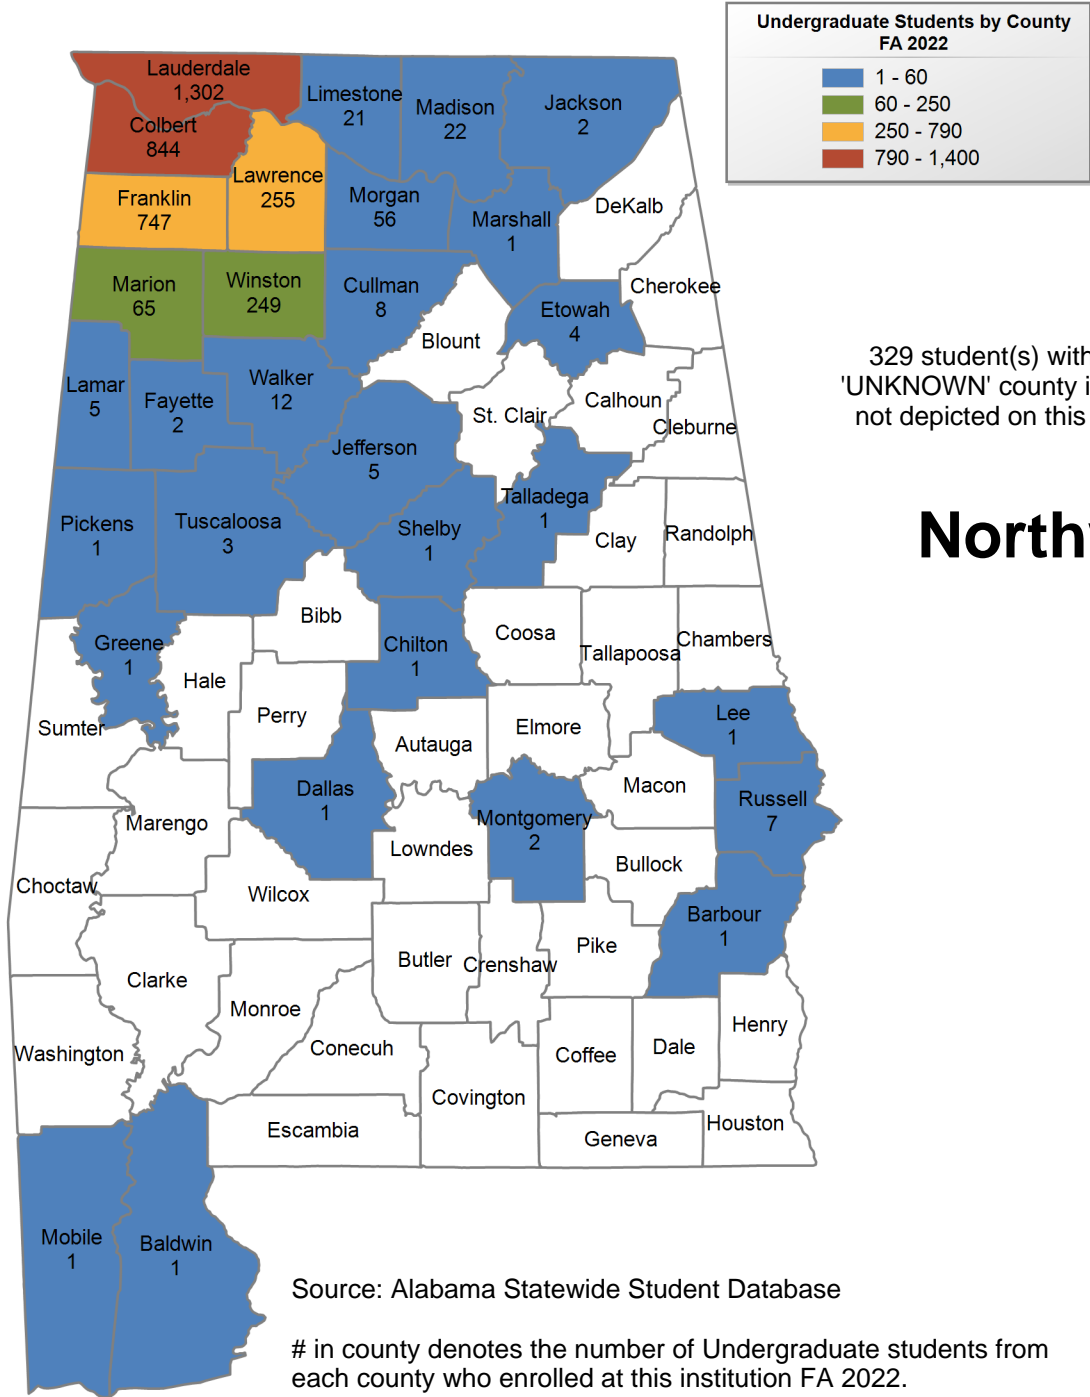 Undergraduate Students by County
FA 2022
1 - 60
60 - 250
250 - 790
790 - 1,400
Lauderdale
1,302
Colbert
844
Limestone
21
Madison
22
Jackson
2
Lawrence
255
Franklin
747
Morgan
56
Marshall
1
DeKalb
Cherokee
Marion
65
Winston
249
Cullman
8
Etowah
4
Blount
329 student(s) with
'UNKNOWN' county i
not depicted on this
Lamar
5
Fayette
2
Walker
12
St. Clair
Calhoun
Cleburne
Jefferson
5
Talladega
1
Pickens
1
Tuscaloosa
3
Shelby
1
Clay
Randolph
North
Bibb
Chilton
1
Coosa
Tallapoosa
Chambers
Greene
1
Hale
Sumter
Perry
Autauga
Elmore
Lee
1
Dallas
1
Montgomery
2
Macon
Russell
7
Marengo
Lowndes
Bullock
Choctaw
Wilcox
Barbour
1
Clarke
Butler
Crenshaw
Pike
Monroe
Conecuh
Washington
Coffee
Dale
Henry
Covington
Escambia
Geneva
Houston
Mobile
1
Baldwin
1
Source: Alabama Statewide Student Database
# in county denotes the number of Undergraduate students from
each county who enrolled at this institution FA 2022.